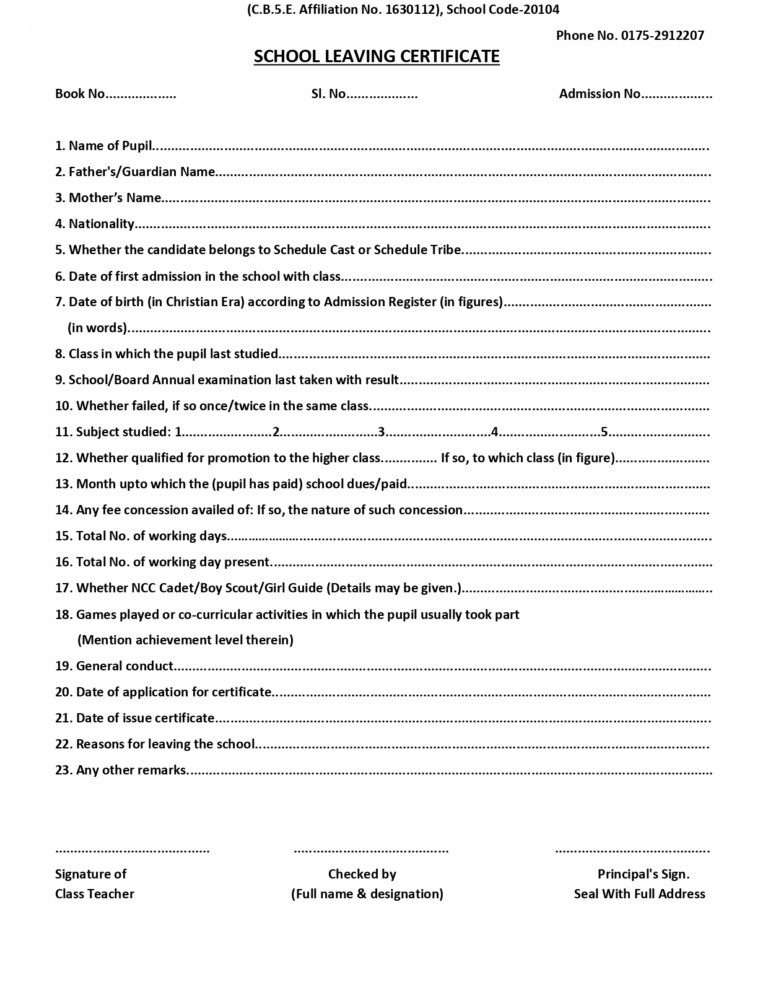 (C.B.5.E. Affiliation No. 1630112), School Code-20104
Phone No. 0175-2912207
SCHOOL LEAVING CERTIFICATE
Book No................... Sl. No................... Admission No...................
1. Name of Pupil....................................................................................................
2. Father's/Guardian Name....................................................................................................
3. Mother’s Name....................................................................................................
4. Nationality....................................................................................................
5. Whether the candidate belongs to Schedule Cast or Schedule Tribe..................................................................
6. Date of first admission in the school with class..................................................................................................
7. Date of birth (in Christian Era) according to Admission Register (in figures).......................................................
(in words)....................................................................................................
8. Class in which the pupil last studied....................................................................................................
9. School/Board Annual examination last taken with result..................................................................................
10. Whether failed, if so once/twice in the same class..........................................................................................
11. Subject studied: 1........................2..........................3............................4...........................5...........................
12. Whether qualified for promotion to the higher class............... If so, to which class (in figure).........................
13. Month upto which the (pupil has paid) school dues/paid................................................................................
14. Any fee concession availed of: If so, the nature of such concession.................................................................
15. Total No. of working days....................................................................................................
16. Total No. of working day present....................................................................................................
17. Whether NCC Cadet/Boy Scout/Girl Guide (Details may be given.)..................................................................
18. Games played or co-curricular activities in which the pupil usually took part
(Mention achievement level therein)
19. General conduct....................................................................................................
20. Date of application for certificate....................................................................................................
21. Date of issue certificate....................................................................................................
22. Reasons for leaving the school....................................................................................................
23. Any other remarks....................................................................................................
......................................... ......................................... .........................................
Signature of Checked by Principal's Sign.
Class Teacher (Full name & designation) Seal With Full Address